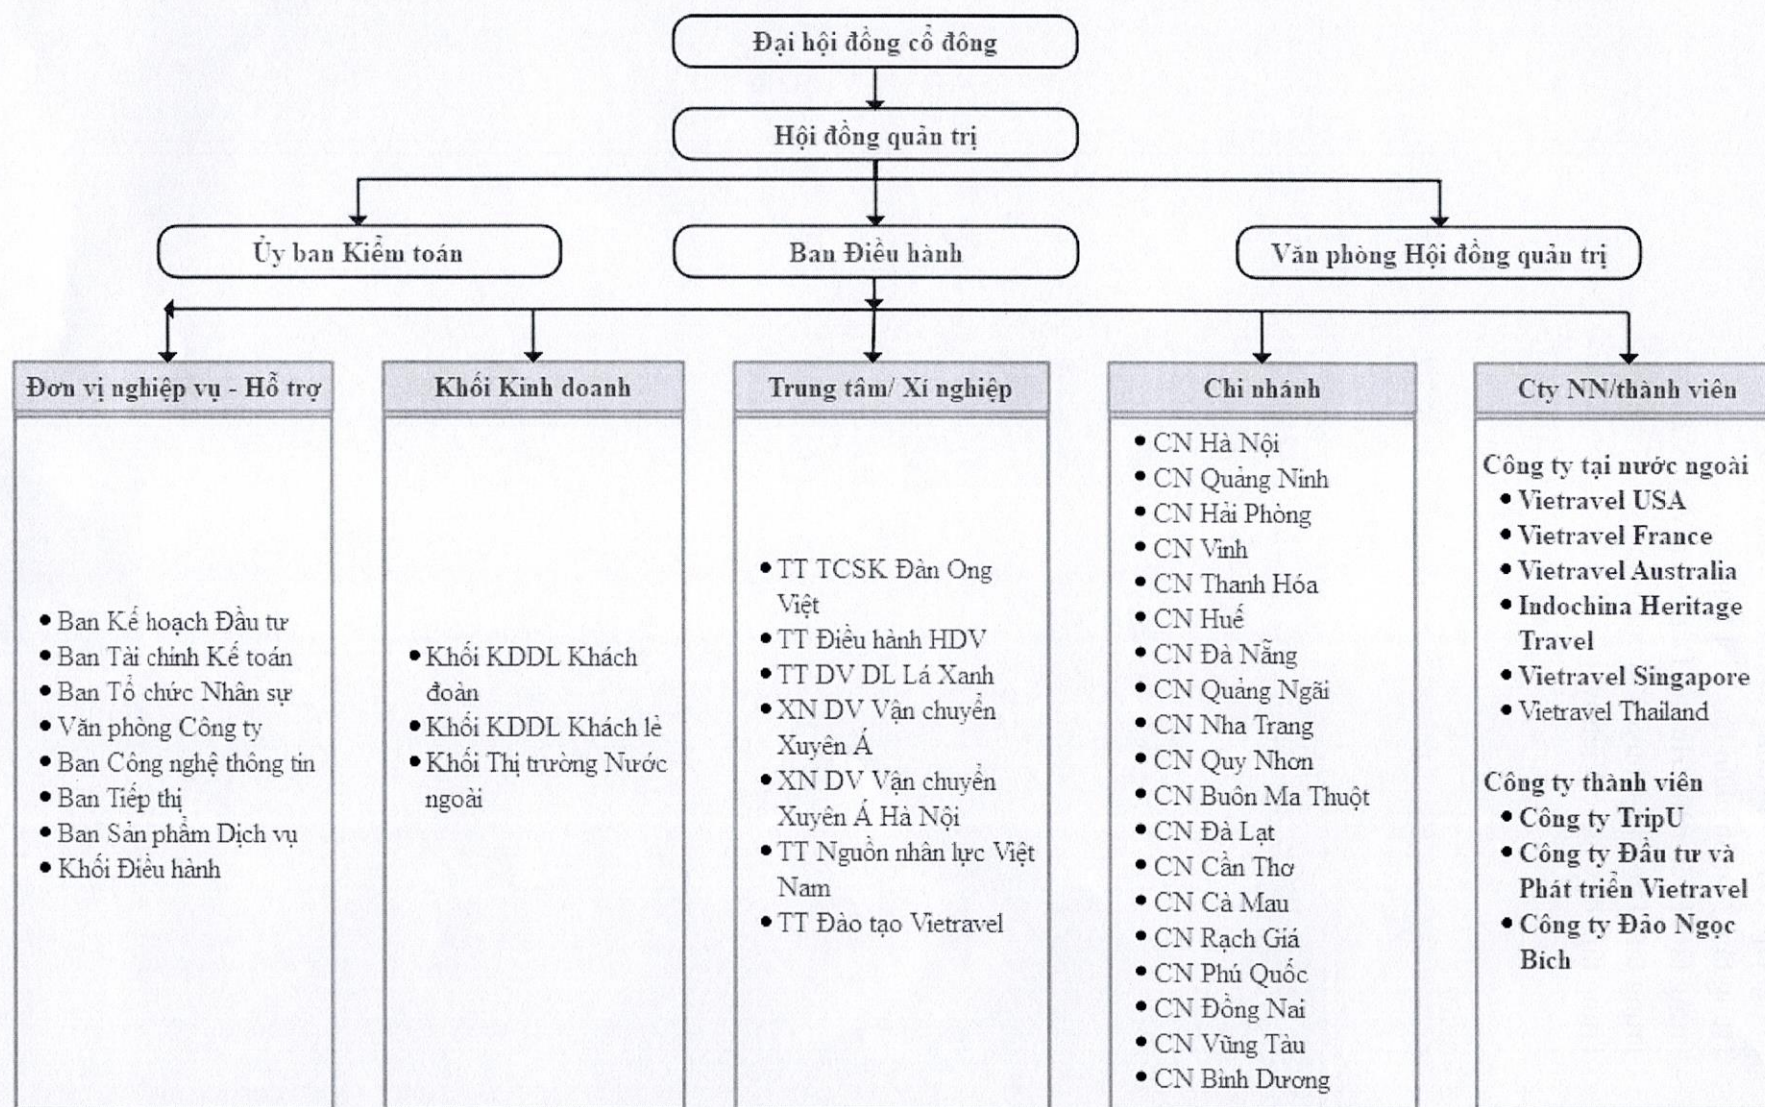 Đại hội đồng cổ đông
Hội đồng quản trị
Ủy ban Kiểm toán
Ban Điều hành
Văn phòng Hội đồng quản trị
Đơn vị nghiệp vụ - Hỗ trợ
• Ban Kế hoạch Đầu tư
• Ban Tài chính Kế toán
• Ban Tổ chức Nhân sự
• Văn phòng Công ty
• Ban Công nghệ thông tin
• Ban Tiếp thị
• Ban Sản phẩm Dịch vụ
• Khối Điều hành
Khối Kinh doanh
• Khối KDDL Khách
đoàn
• Khối KDDL Khách lẻ
• Khối Thị trường Nước
ngoài
Trung tâm/ Xí nghiệp
• TT TCSK Đàn Ong
Việt
• TT Điều hành HDV
• TT DV DL Lá Xanh
• XN DV Vận chuyển
Xuyên Á
• XN DV Vận chuyển
Xuyên Á Hà Nội
• TT Nguồn nhân lực Việt
Nam
• TT Đào tạo Vietravel
Chi nhánh
• CN Hà Nội
• CN Quảng Ninh
• CN Hải Phòng
• CN Vinh
• CN Thanh Hóa
• CN Huế
• CN Đà Nẵng
• CN Quảng Ngãi
• CN Nha Trang
• CN Quy Nhơn
• CN Buôn Ma Thuột
• CN Đà Lạt
• CN Cần Thơ
• CN Cà Mau
• CN Rạch Giá
• CN Phú Quốc
• CN Đồng Nai
• CN Vũng Tàu
• CN Bình Dương
Cty NN/thành viên
Công ty tại nước ngoài
• Vietravel USA
• Vietravel France
• Vietravel Australia
• Indochina Heritage
Travel
• Vietravel Singapore
• Vietravel Thailand
Công ty thành viên
• Công ty TripU
• Công ty Đầu tư và
Phát triển Vietravel
• Công ty Đảo Ngọc
Bích